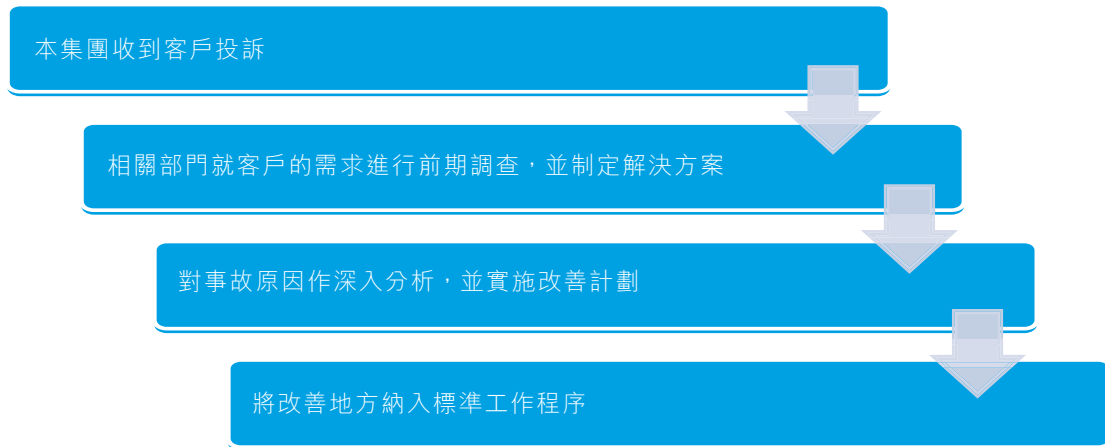 本集團收到客戶投訴
相關部門就客戶的需求進行前期調查，並制定解決方案
對事故原因作深入分析，並實施改善計劃
將改善地方納入標準工作程序